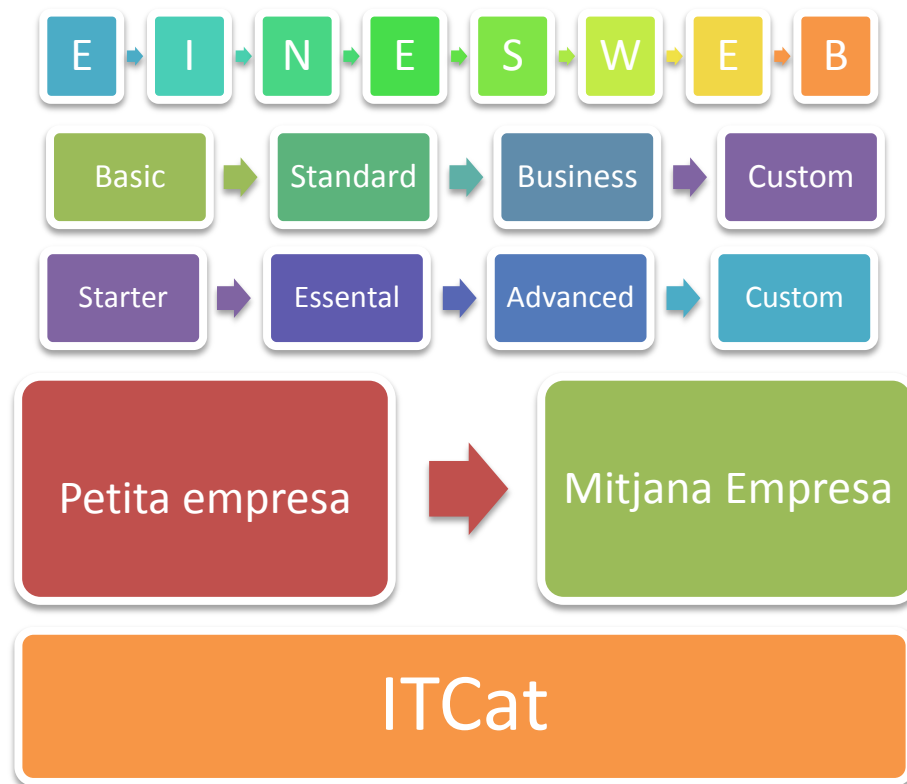 E I N E S W E B
Basic Standard Business Custom
Starter Essental Advanced Custom
Petita empresa Mitjana Empresa
ITCat